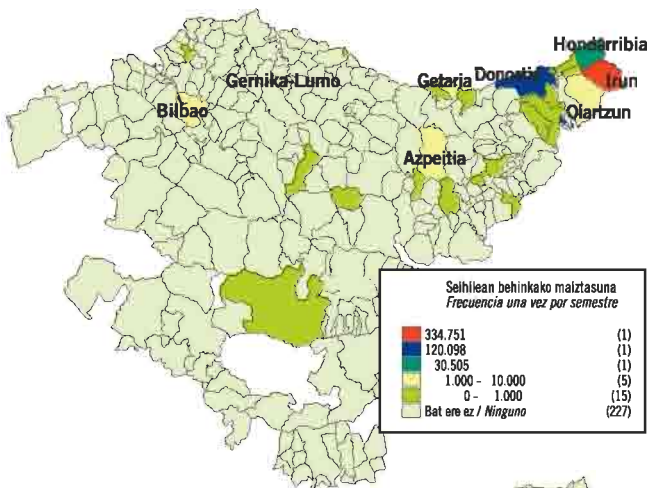 Hondarribia
Gernika-Lumo Getaria Donostia Irun
Bilbao Oiartzun
Azpeitia
Seihilean behinkako maiztasuna
Frecuencia una vez por semestre
334.751 (1)
120.098 (1)
30.505 (1)
1.000 - 10.000 (5)
0 - 1.000 (15)
Bat ere ez / Ninguno (227)